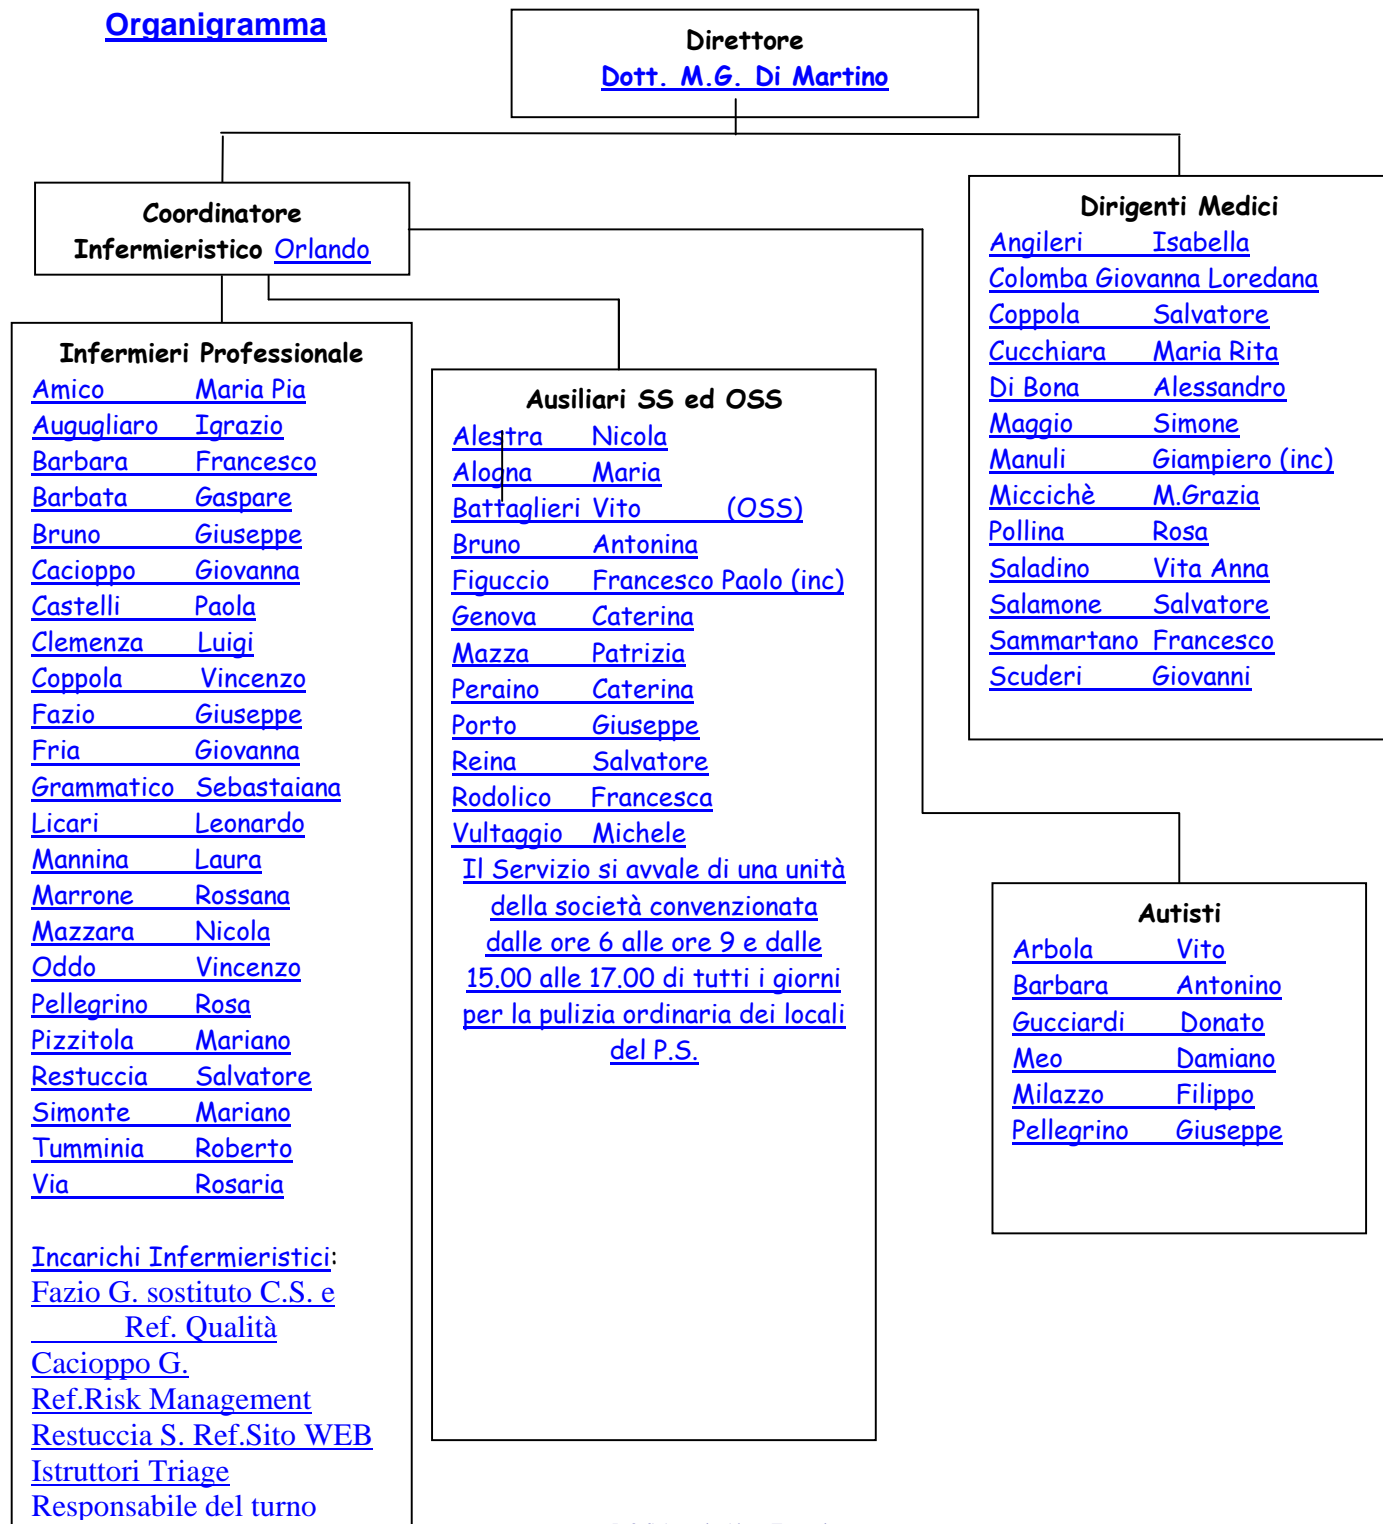 Organigramma
Direttore
Dott. M.G. Di Martino
Coordinatore
Infermieristico Orlando
Infermieri Professionale
Amico Maria Pia
Augugliaro Igrazio
Barbara Francesco
Barbata Gaspare
Bruno Giuseppe
Cacioppo Giovanna
Castelli Paola
Clemenza Luigi
Coppola Vincenzo
Fazio Giuseppe
Fria Giovanna
Grammatico Sebastaiana
Licari Leonardo
Mannina Laura
Marrone Rossana
Mazzara Nicola
Oddo Vincenzo
Pellegrino Rosa
Pizzitola Mariano
Restuccia Salvatore
Simonte Mariano
Tumminia Roberto
Via Rosaria
Incarichi Infermieristici:
Fazio G. sostituto C.S. e
Ref. Qualità
Cacioppo G.
Ref.Risk Management
Restuccia S. Ref.Sito WEB
Istruttori Triage
Responsabile del turno
Ausiliari SS ed OSS
Alestra Nicola
Alogna Maria
Battaglieri Vito (OSS)
Bruno Antonina
Figuccio Francesco Paolo (inc)
Genova Caterina
Mazza Patrizia
Peraino Caterina
Porto Giuseppe
Reina Salvatore
Rodolico Francesca
Vultaggio Michele
Il Servizio si avvale di una unità
della società convenzionata
dalle ore 6 alle ore 9 e dalle
15.00 alle 17.00 di tutti i giorni
per la pulizia ordinaria dei locali
del P.S.
Dirigenti Medici
Angileri Isabella
Colomba Giovanna Loredana
Coppola Salvatore
Cucchiara Maria Rita
Di Bona Alessandro
Maggio Simone
Manuli Giampiero (inc)
Miccichè M.Grazia
Pollina Rosa
Saladino Vita Anna
Salamone Salvatore
Sammartano Francesco
Scuderi Giovanni
Autisti
Arbola Vito
Barbara Antonino
Gucciardi Donato
Meo Damiano
Milazzo Filippo
Pellegrino Giuseppe